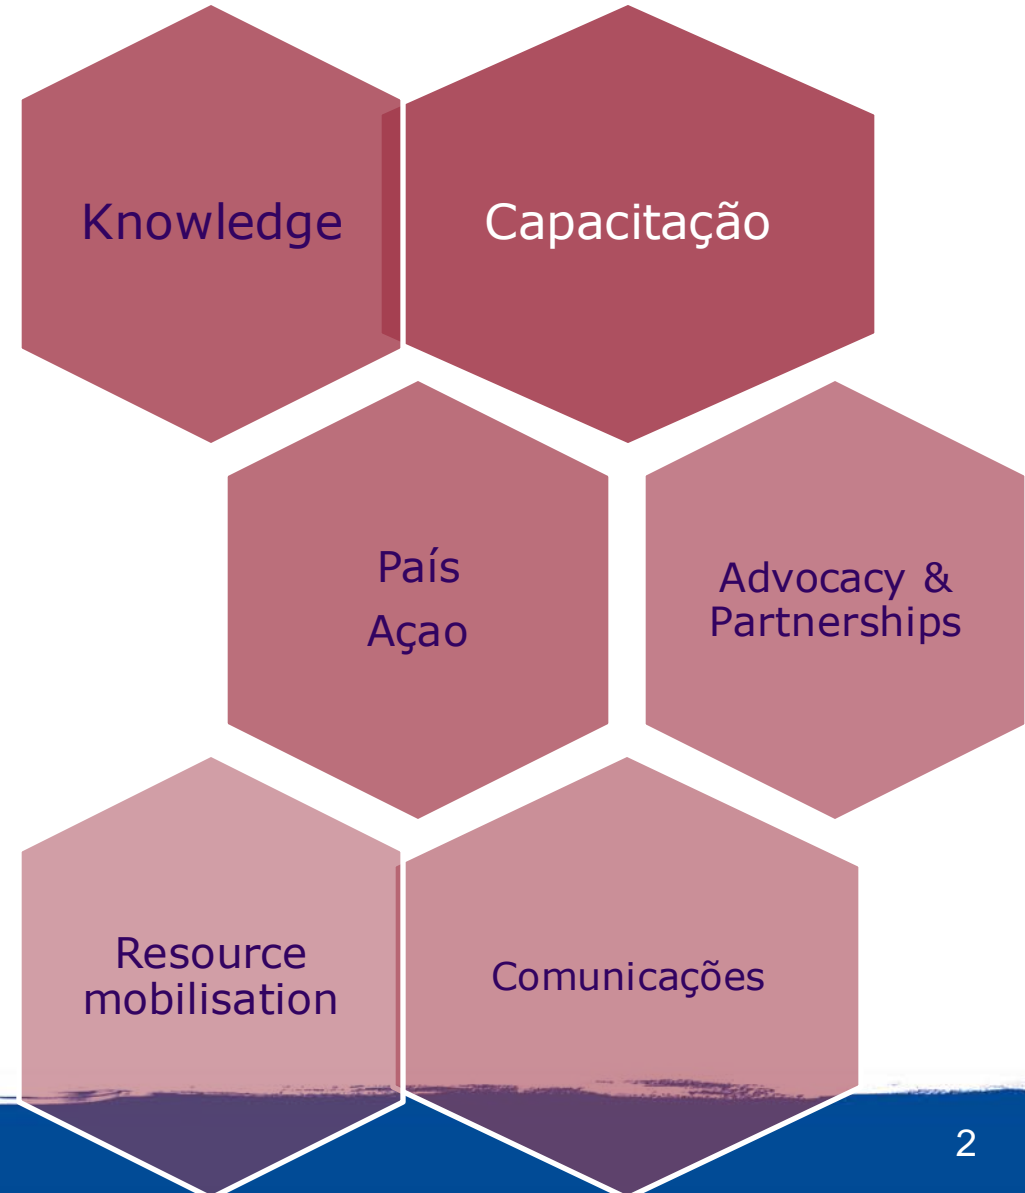 Knowledge
Capacitação
País
Açao
Advocacy &
Partnerships
Resource
mobilisation
Comunicações
2